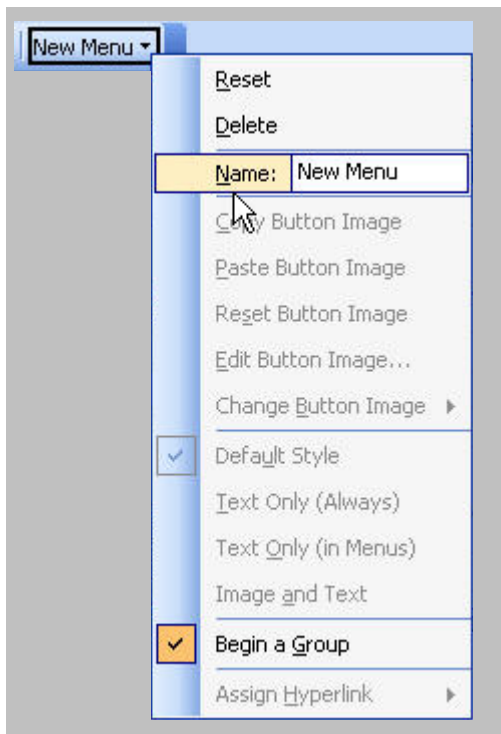 New Menu
Reset
Delete
Name: New Menu
Copy Button Image
Paste Button Image
Reset Button Image
Edit Button Image...
Change Button Image
Default Style
Text Only (Always)
Text Only (in Menus)
Image and Text
Begin a Group
Assign Hyperlink